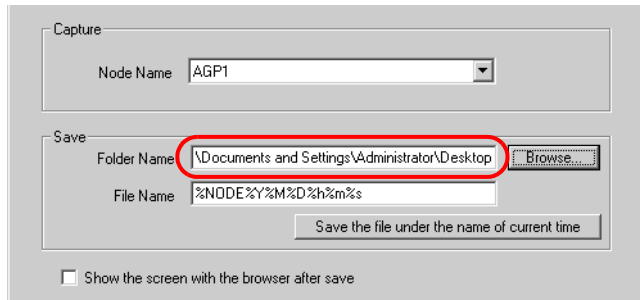 Capture
Node Name AGP1
Save
Folder Name \Documents and Settings\Administrator\Desktop Browse...
File Name %NODE%Y%M%D%h%m%s
Save the file under the name of current time
Show the screen with the browser after save